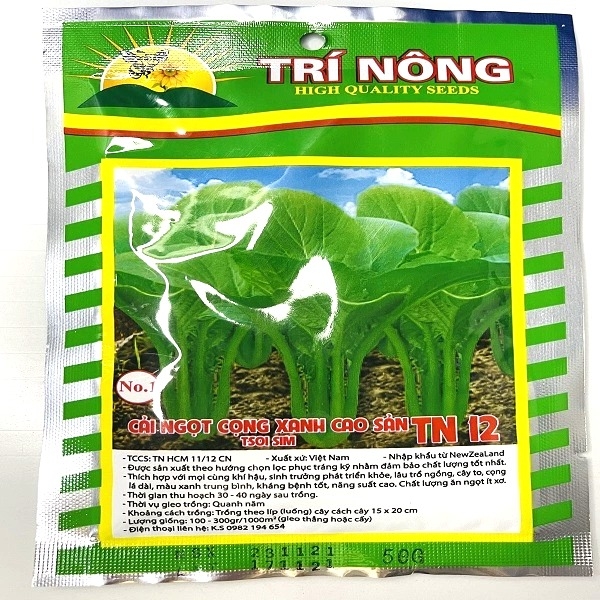 TRÍ NÔNG
HIGH QUALITY SEEDS
No.1
CẢI NGỌT CỌNG XANH CAO SẢN TN 12
TSOI SIM
- TCCS: TN HCM 11/12 CN - Xuất xứ: Việt Nam - Nhập khẩu từ NewZeaLand
- Được sản xuất theo hướng chọn lọc phục tráng kỹ nhằm đảm bảo chất lượng tốt nhất.
- Thích hợp với mọi cùng khí hậu, sinh trưởng phát triển khỏe, lâu trổ ngồng, cây to, cọng
lá dài, màu xanh trung bình, kháng bệnh tốt, năng suất cao. Chất lượng ăn ngọt ít xơ.
- Thời gian thu hoạch 30 - 40 ngày sau trồng.
- Thời vụ gieo trồng: Quanh năm
- Khoảng cách trồng: Trồng theo líp (luống) cây cách cây 15 x 20 cm
- Lượng giống: 100 - 300gr/1000m² (gieo thẳng hoặc cấy)
- Điện thoại liên hệ: K.S 0982 194 654
NSX 231121 50G
171121